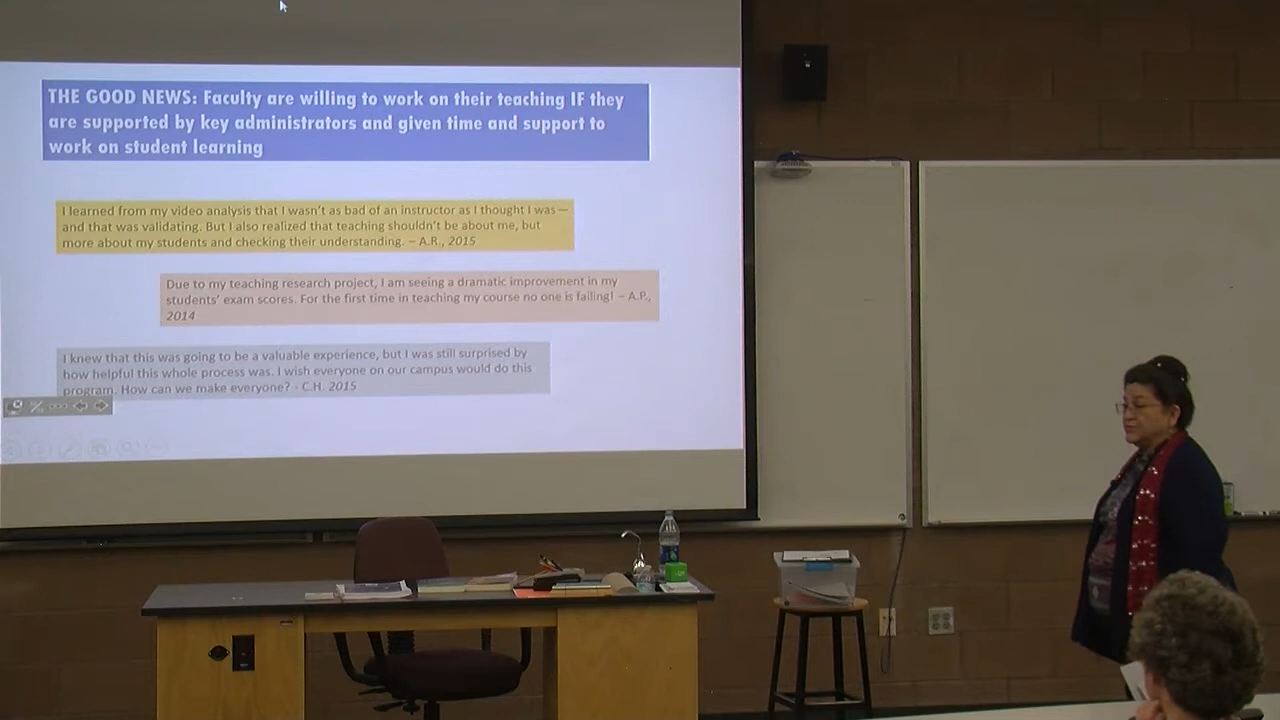 THE GOOD NEWS: Faculty are willing to work on their teaching IF they
are supported by key administrators and given time and support to
work on student learning
I learned from my video analysis that I wasn't as bad of an instructor as I thought I was—
and that was validating. But I also realized that teaching shouldn't be about me, but
more about my students and checking their understanding. – A.R., 2015
Due to my teaching research project, I am seeing a dramatic improvement in my
students' exam scores. For the first time in teaching my course no one is failing! – A.P.,
2014
I knew that this was going to be a valuable experience, but I was still surprised by
how helpful this whole process was. I wish everyone on our campus would do this
program. How can we make everyone? - C.H. 2015